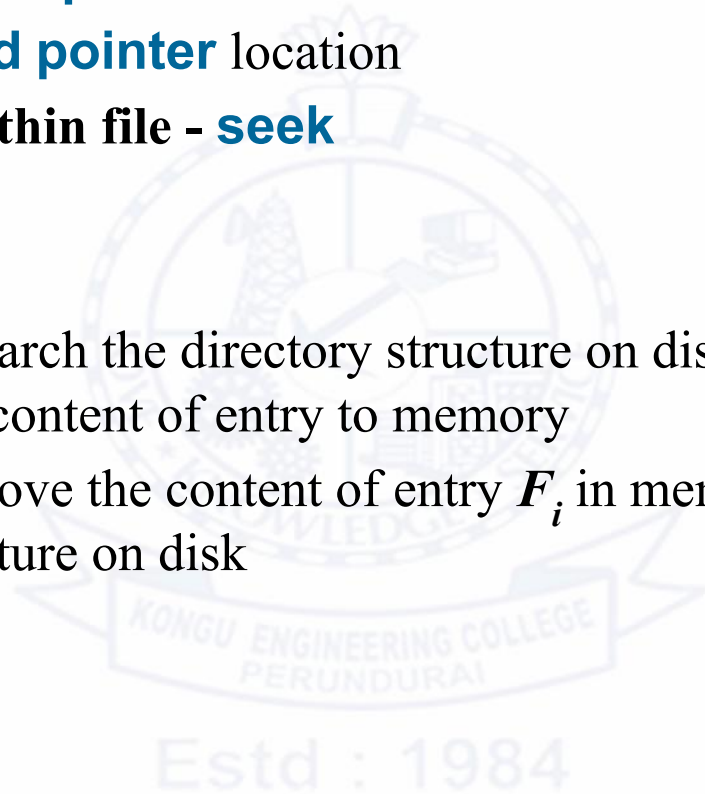 d pointer location
thin file - seek
arch the directory structure on dis
content of entry to memory
ove the content of entry Fi in mer
ture on disk
KONGU ENGINEERING COLLEGE
PERUNDURAI
Estd : 1984